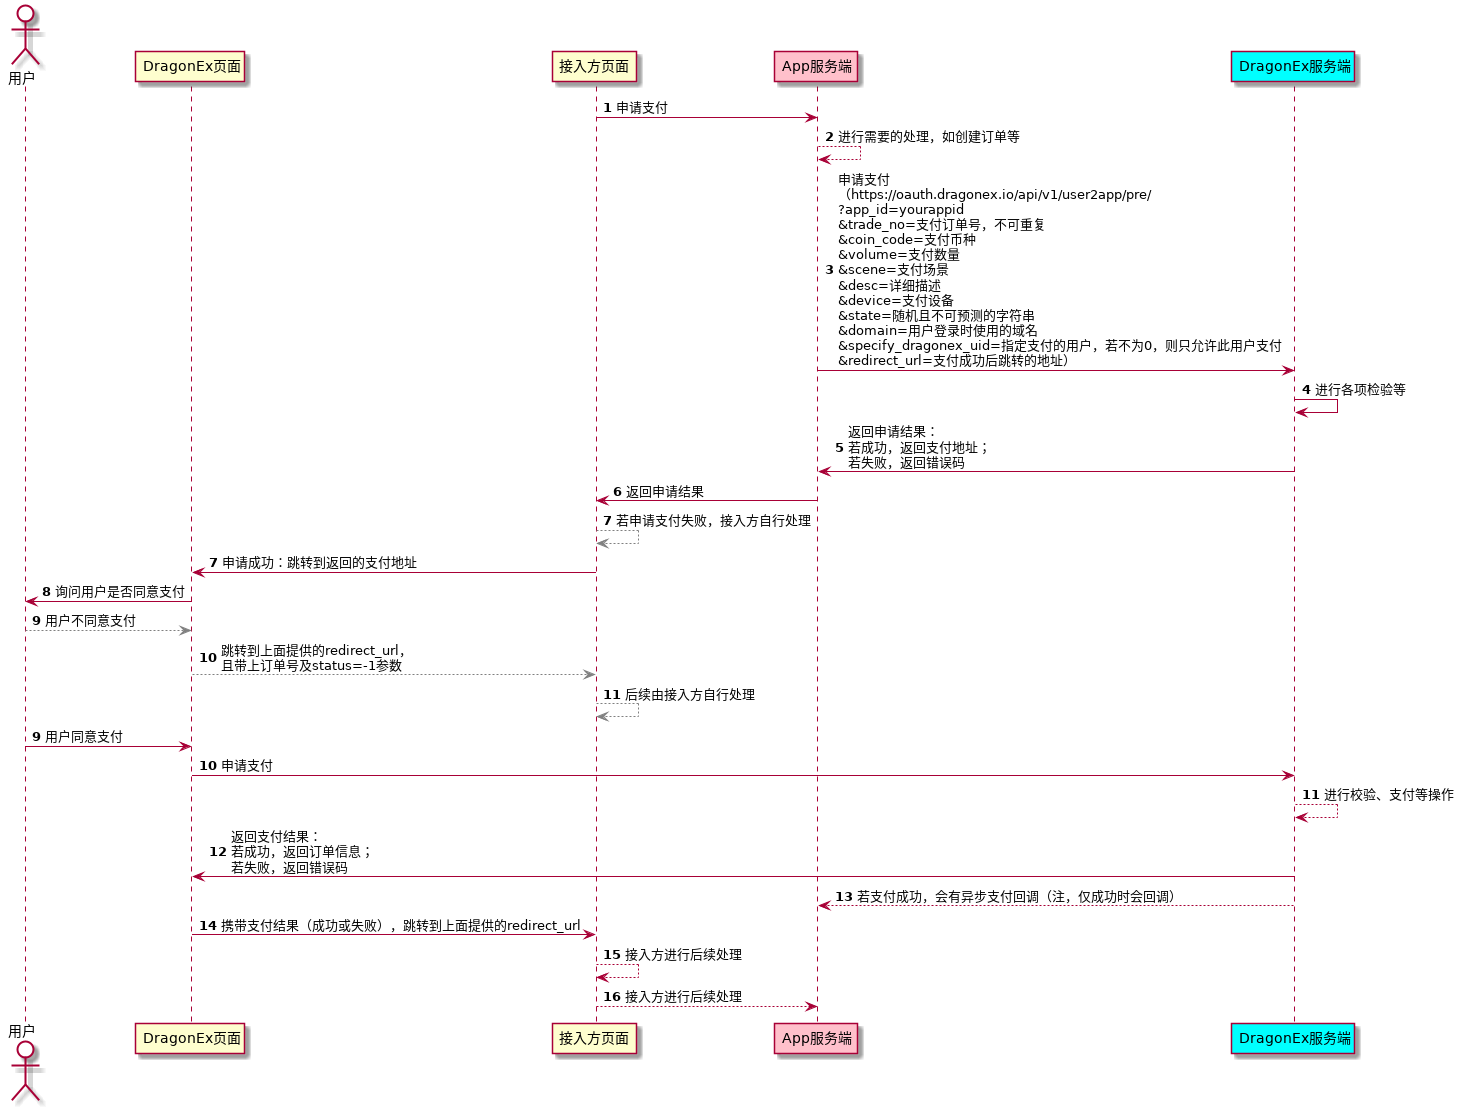 用户
DragonEx页面
接入方页面
App服务端
DragonEx服务端
1 申请支付
2 进行需要的处理，如创建订单等
申请支付
（https://oauth.dragonex.io/api/v1/user2app/pre/
?app_id=yourappid
&trade_no=支付订单号，不可重复
&coin_code=支付币种
&volume=支付数量
3 &scene=支付场景
&desc=详细描述
&device=支付设备
&state=随机且不可预测的字符串
&domain=用户登录时使用的域名
&specify_dragonex_uid=指定支付的用户，若不为0，则只允许此用户支付
&redirect_url=支付成功后跳转的地址）
4 进行各项检验等
返回申请结果：
5 若成功，返回支付地址；
若失败，返回错误码
6 返回申请结果
7 若申请支付失败，接入方自行处理
7 申请成功：跳转到返回的支付地址
8 询问用户是否同意支付
9 用户不同意支付
10 跳转到上面提供的redirect_url，
且带上订单号及status=-1参数
11 后续由接入方自行处理
9 用户同意支付
10 申请支付
11 进行校验、支付等操作
返回支付结果：
12 若成功，返回订单信息；
若失败，返回错误码
13 若支付成功，会有异步支付回调（注，仅成功时会回调）
14 携带支付结果（成功或失败），跳转到上面提供的redirect_url
15 接入方进行后续处理
16 接入方进行后续处理
用户
DragonEx页面
接入方页面
App服务端
DragonEx服务端